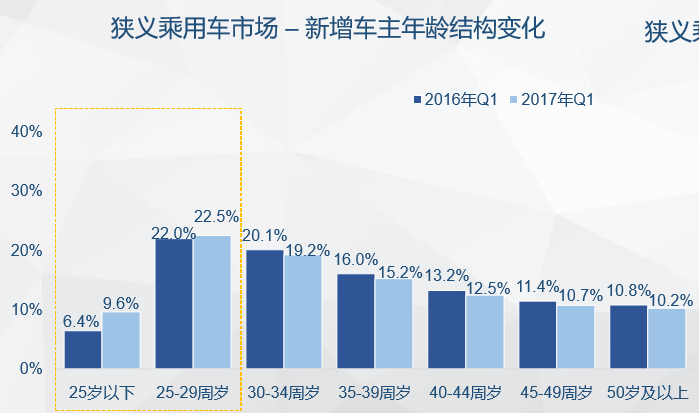 狭义乘用车市场 – 新增车主年龄结构变化
狭义
2016年Q1 2017年Q1
40%
30%
20%
10%
0%
6.4% 9.6% 22.0% 22.5% 20.1% 19.2% 16.0% 15.2% 13.2% 12.5% 11.4% 10.7% 10.8% 10.2%
25岁以下 25-29周岁 30-34周岁 35-39周岁 40-44周岁 45-49周岁 50岁及以上